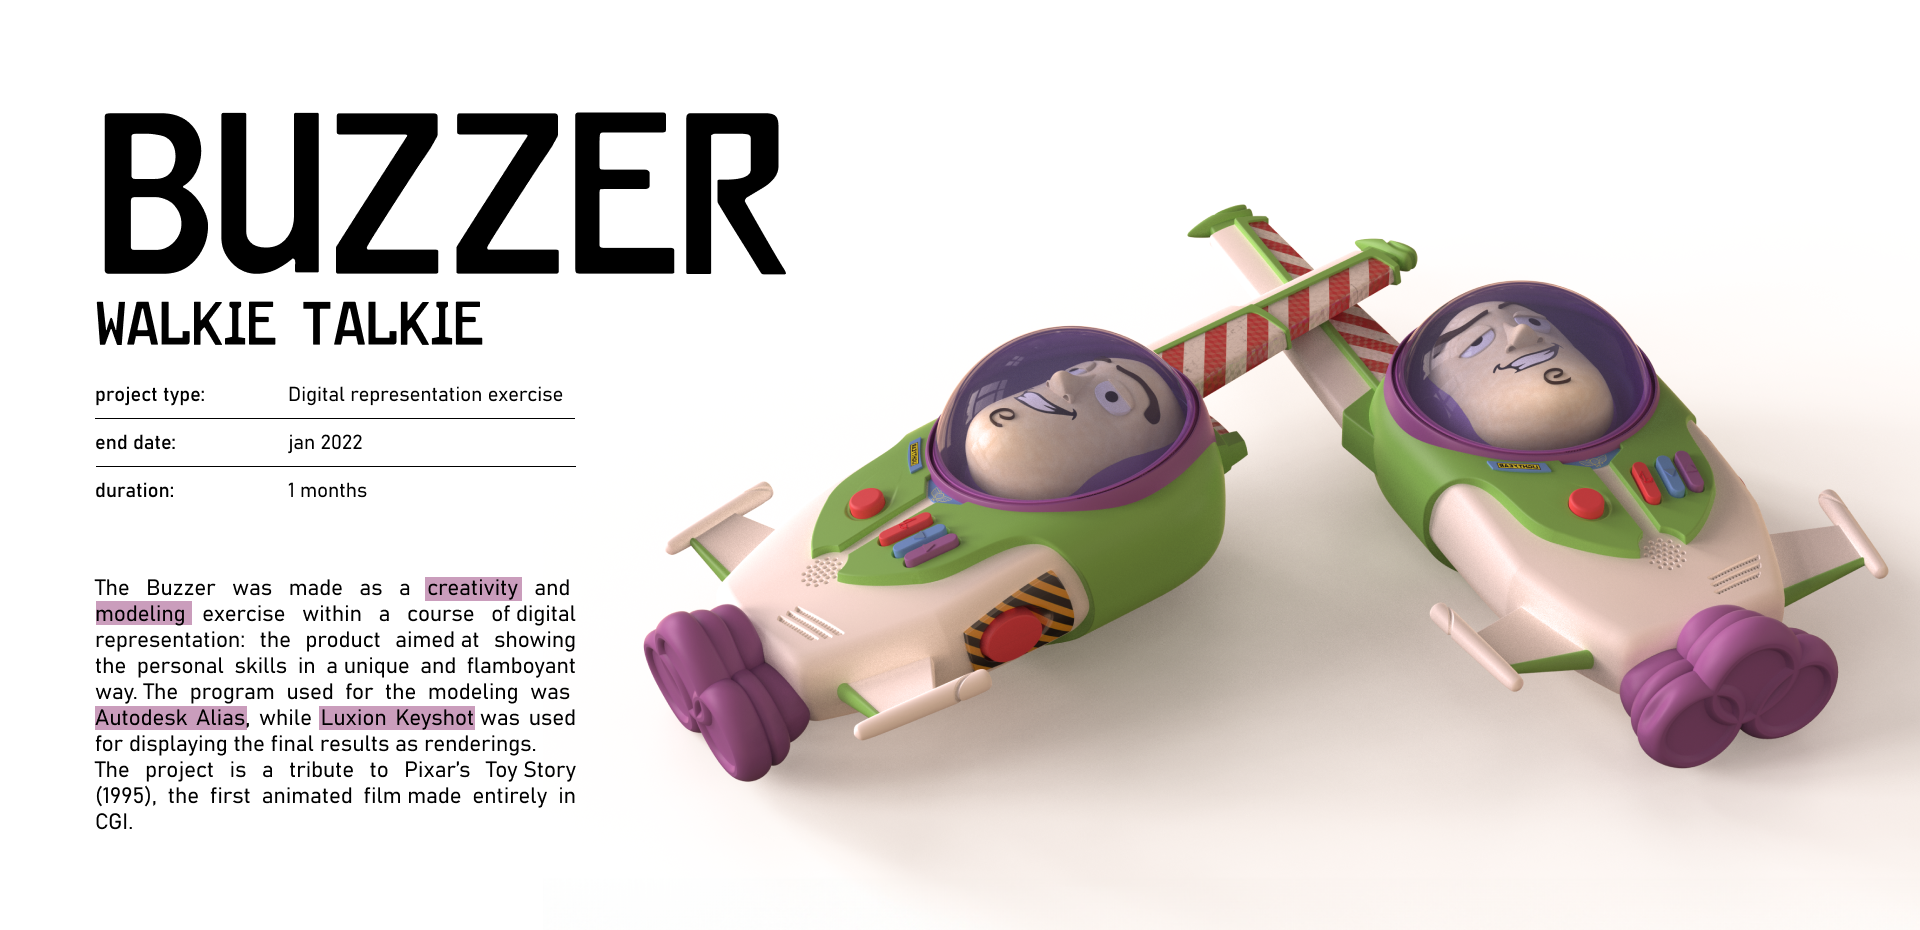 BUZZER
WALKIE TALKIE
project type: Digital representation exercise
end date: jan 2022
duration: 1 months
The Buzzer was made as a creativity and
modeling exercise within a course of digital
representation: the product aimed at showing
the personal skills in a unique and flamboyant
way. The program used for the modeling was
Autodesk Alias, while Luxion Keyshot was used
for displaying the final results as renderings.
The project is a tribute to Pixar's Toy Story
(1995), the first animated film made entirely in
CGI.